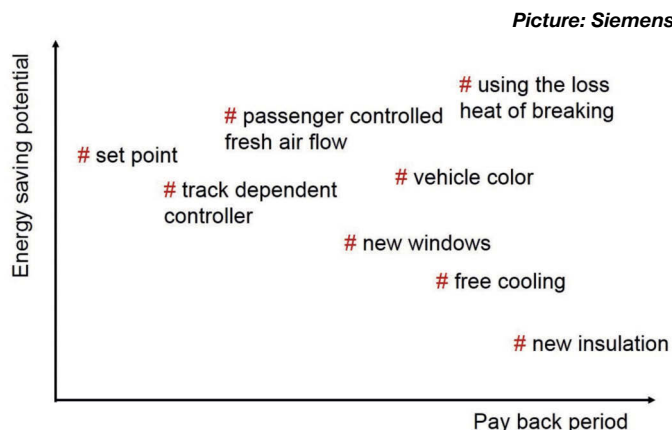 Picture: Siemens
Energy saving potential
# using the loss
heat of breaking
# passenger controlled
fresh air flow
# set point
# vehicle color
# track dependent
controller
# new windows
# free cooling
# new insulation
Pay back period